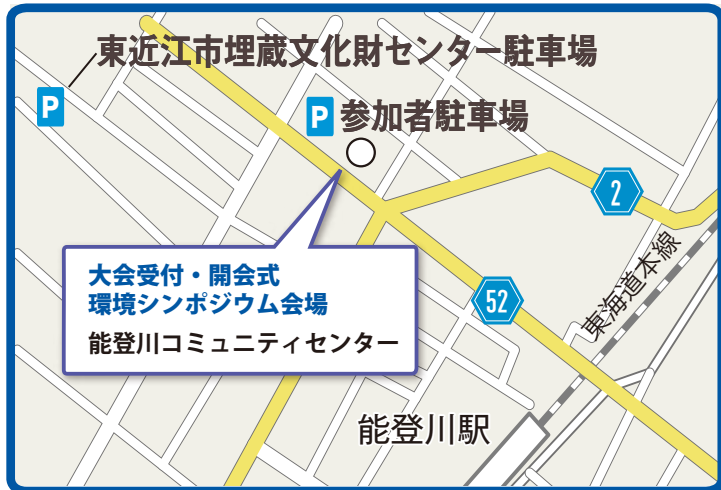 東近江市埋蔵文化財センター駐車場
P
P 参加者駐車場
2
大会受付・開会式
環境シンポジウム会場
能登川コミュニティセンター
52
東海道本線
能登川駅